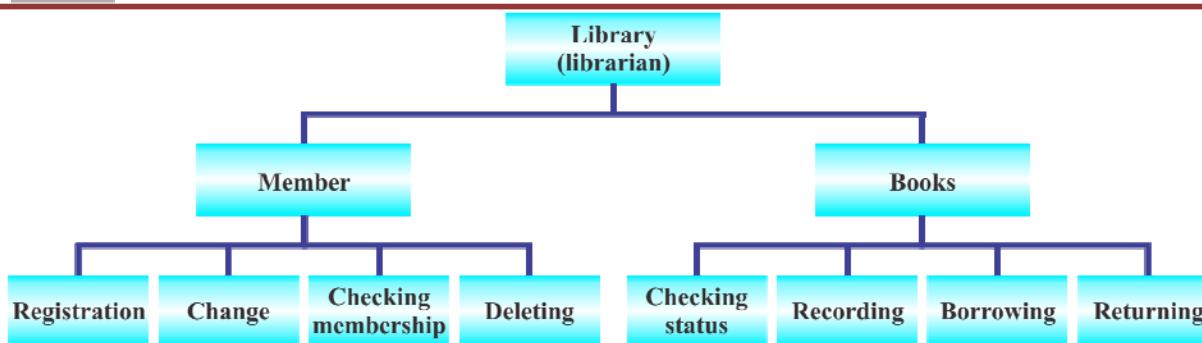 Library
(librarian)
Member
Books
Registration
Change
Checking
membership
Deleting
Checking
status
Recording
Borrowing
Returning